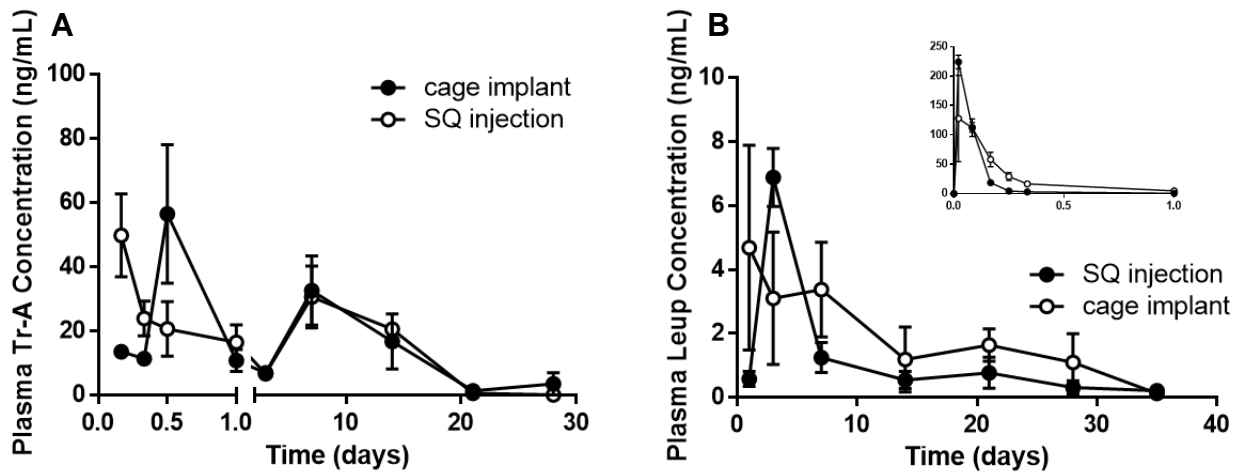 A
Plasma Tr-A Concentration (ng/mL)
100
80
60
40
20
0
0.0 0.5 1.0 10 20 30
Time (days)
cage implant
SQ injection
B
Plasma Leup Concentration (ng/mL)
10
8
6
4
2
0
0 10 20 30 40
Time (days)
250
200
150
100
50
0
0.0 0.5 1.0
SQ injection
cage implant